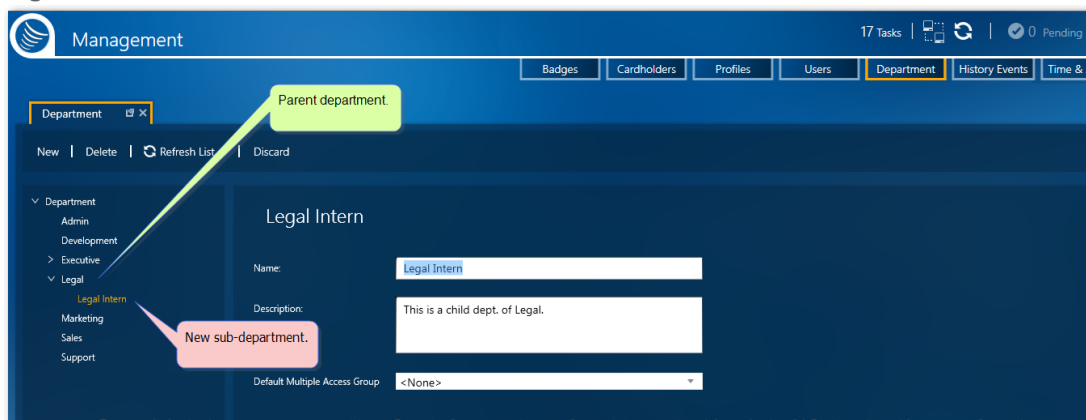 Management
17 Tasks | | 0 Pending
Badges Cardholders Profiles Users Department History Events Time &
Parent department.
Department
New | Delete | Refresh List | Discard
Department
Admin
Development
Executive
Legal
Legal Intern
Marketing
Sales
Support
New sub-department.
Legal Intern
Name: Legal Intern
Description: This is a child dept. of Legal.
Default Multiple Access Group <None>